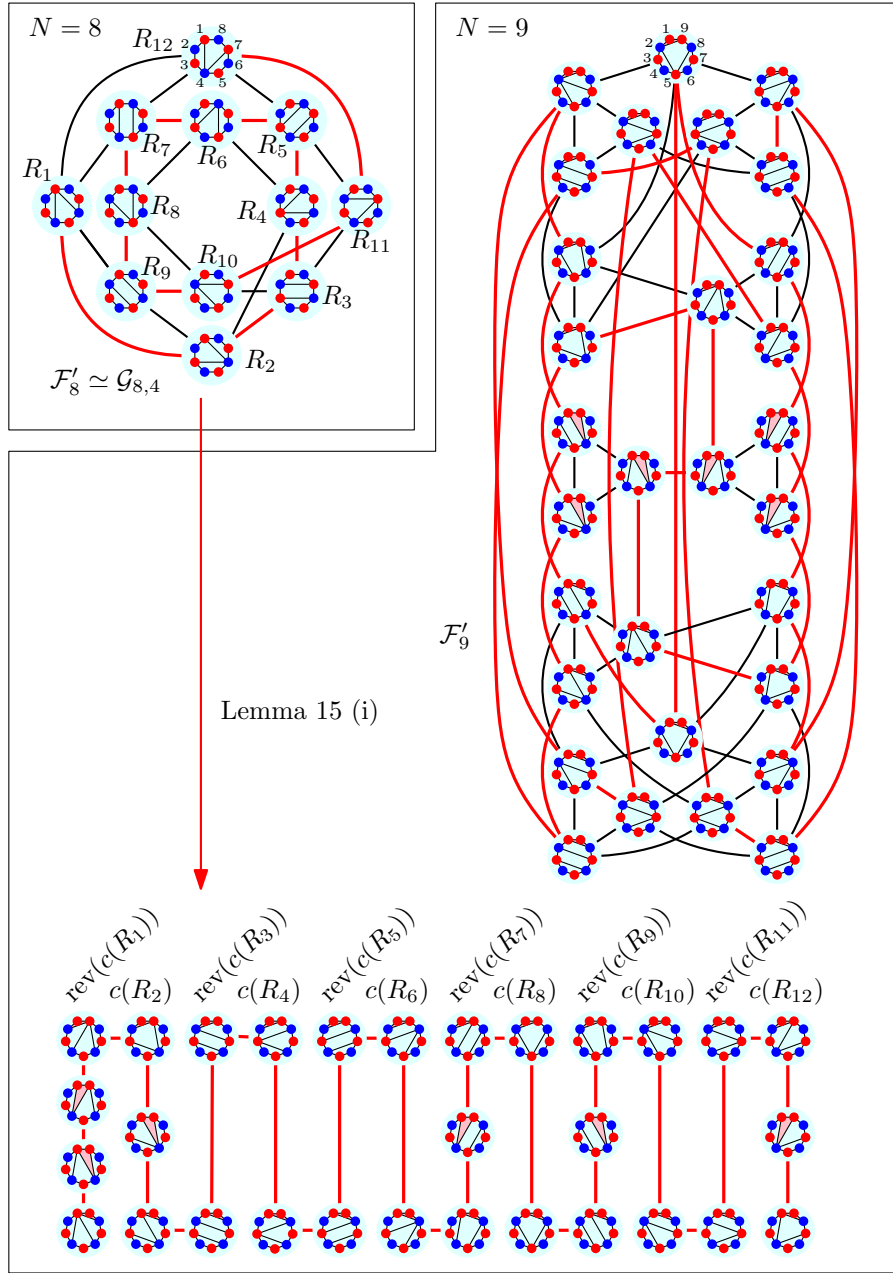 N = 8
R₁₂
1 8
2 7
3 6
4 5
R₇
R₆
R₅
R₁
R₈
R₄
R₁₁
R₉
R₁₀
R₃
R₂
ℱ′₈ ≃ 𝒢₈,₄
N = 9
1 9
2 8
3 7
4 6
5
ℱ′₉
Lemma 15 (i)
rev(c(R₁))
c(R₂)
rev(c(R₃))
c(R₄)
rev(c(R₅))
c(R₆)
rev(c(R₇))
c(R₈)
rev(c(R₉))
c(R₁₀)
rev(c(R₁₁))
c(R₁₂)